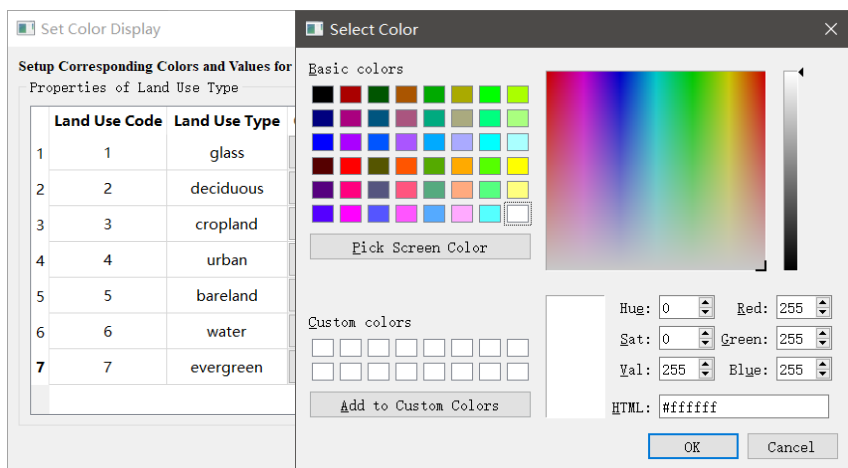 Set Color Display
Setup Corresponding Colors and Values for
Properties of Land Use Type
Land Use Code Land Use Type
1 1 glass
2 2 deciduous
3 3 cropland
4 4 urban
5 5 bareland
6 6 water
7 7 evergreen
Select Color
Basic colors
Pick Screen Color
Custom colors
Add to Custom Colors
Hue: 0 Red: 255
Sat: 0 Green: 255
Val: 255 Blue: 255
HTML: #ffffff
OK Cancel